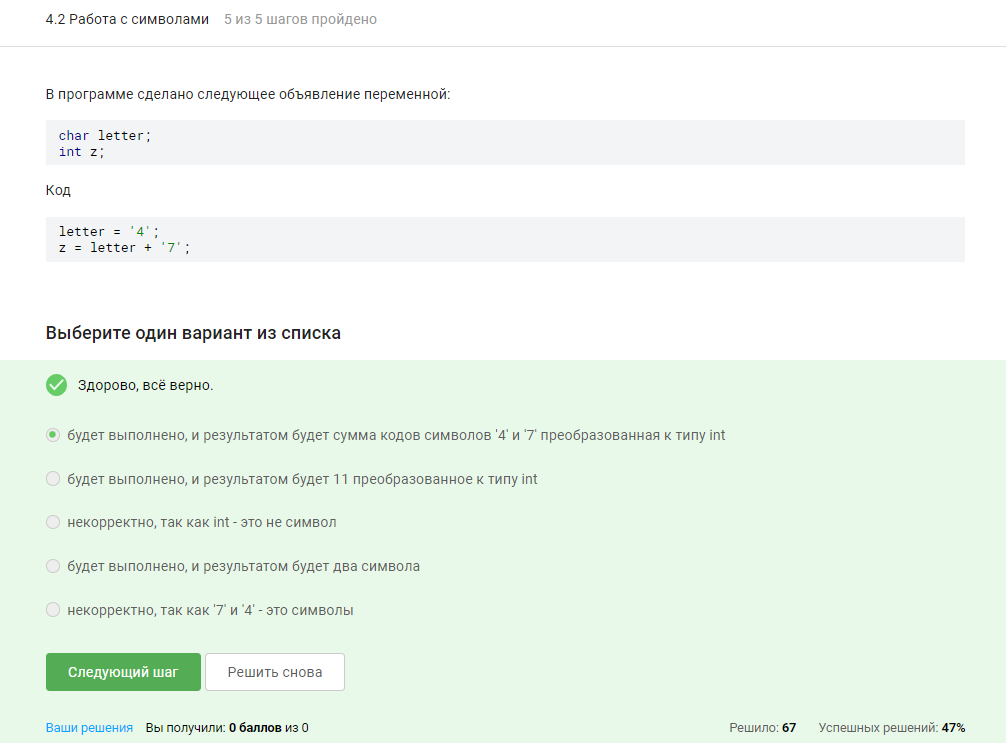 4.2 Работа с символами 5 из 5 шагов пройдено
В программе сделано следующее объявление переменной:
char letter;
int z;
Код
letter = '4';
z = letter + '7';
Выберите один вариант из списка
Здорово, всё верно.
будет выполнено, и результатом будет сумма кодов символов '4' и '7' преобразованная к типу int
будет выполнено, и результатом будет 11 преобразованное к типу int
некорректно, так как int - это не символ
будет выполнено, и результатом будет два символа
некорректно, так как '7' и '4' - это символы
Следующий шаг Решить снова
Ваши решения Вы получили: 0 баллов из 0 Решило: 67 Успешных решений: 47%